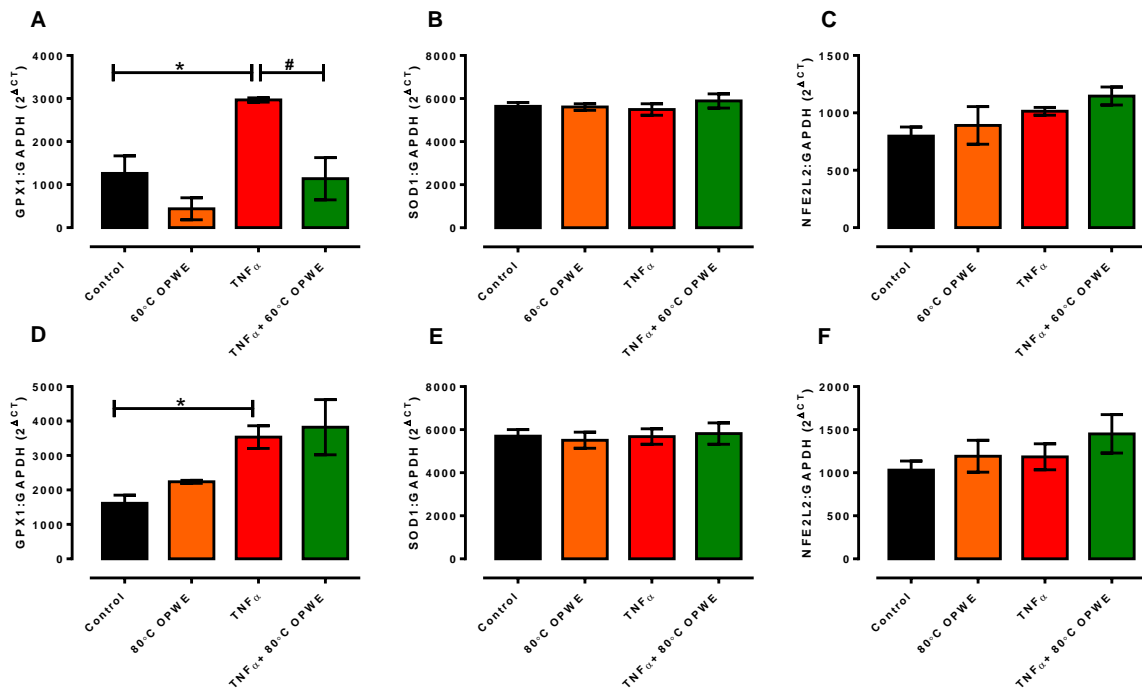 A
GPX1:GAPDH (2^ΔCT)
4000
3000
2000
1000
0
*
#
Control
60°C OPWE
TNFα
TNFα+ 60°C OPWE
B
SOD1:GAPDH (2^ΔCT)
8000
6000
4000
2000
0
Control
60°C OPWE
TNFα
TNFα+ 60°C OPWE
C
NFE2L2:GAPDH (2^ΔCT)
1500
1000
500
0
Control
60°C OPWE
TNFα
TNFα+ 60°C OPWE
D
GPX1:GAPDH (2^ΔCT)
5000
4000
3000
2000
1000
0
*
Control
80°C OPWE
TNFα
TNFα+ 80°C OPWE
E
SOD1:GAPDH (2^ΔCT)
8000
6000
4000
2000
0
Control
80°C OPWE
TNFα
TNFα+ 80°C OPWE
F
NFE2L2:GAPDH (2^ΔCT)
2000
1500
1000
500
0
Control
80°C OPWE
TNFα
TNFα+ 80°C OPWE